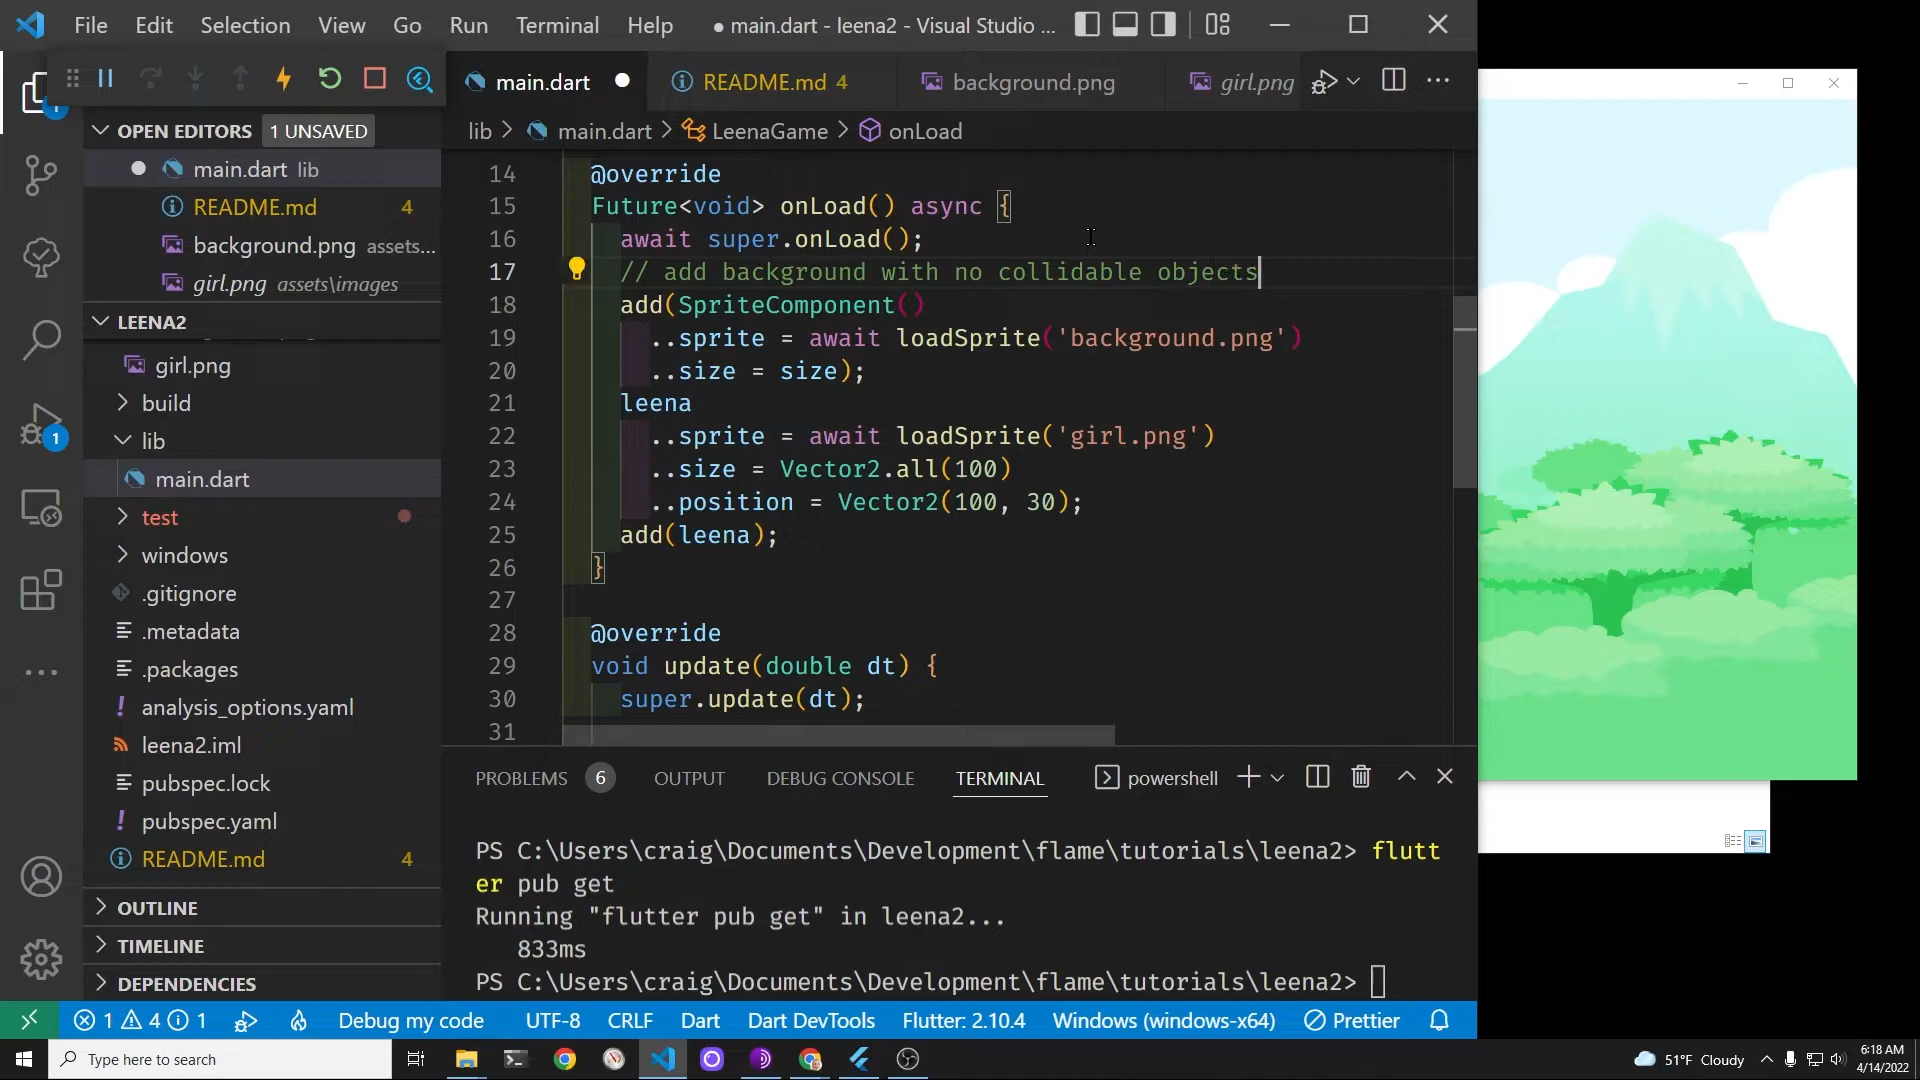 File Edit Selection View Go Run Terminal Help
● main.dart - leena2 - Visual Studio ...
main.dart
README.md 4
background.png
girl.png
OPEN EDITORS 1 UNSAVED
main.dart lib
README.md 4
background.png assets...
girl.png assets\images
LEENA2
girl.png
build
lib
main.dart
test
windows
.gitignore
.metadata
.packages
analysis_options.yaml
leena2.iml
pubspec.lock
pubspec.yaml
README.md 4
OUTLINE
TIMELINE
DEPENDENCIES
1
1
lib > main.dart > LeenaGame > onLoad
14 @override
15 Future<void> onLoad() async {
16 await super.onLoad();
17 // add background with no collidable objects
18 add(SpriteComponent()
19 ..sprite = await loadSprite('background.png')
20 ..size = size);
21 leena
22 ..sprite = await loadSprite('girl.png')
23 ..size = Vector2.all(100)
24 ..position = Vector2(100, 30);
25 add(leena);
26 }
27
28 @override
29 void update(double dt) {
30 super.update(dt);
31
PROBLEMS 6 OUTPUT DEBUG CONSOLE TERMINAL powershell
PS C:\Users\craig\Documents\Development\flame\tutorials\leena2> flutt
er pub get
Running "flutter pub get" in leena2...
833ms
PS C:\Users\craig\Documents\Development\flame\tutorials\leena2>
1 4 1 Debug my code UTF-8 CRLF Dart Dart DevTools Flutter: 2.10.4 Windows (windows-x64) Prettier
Type here to search
51°F Cloudy
6:18 AM
4/14/2022